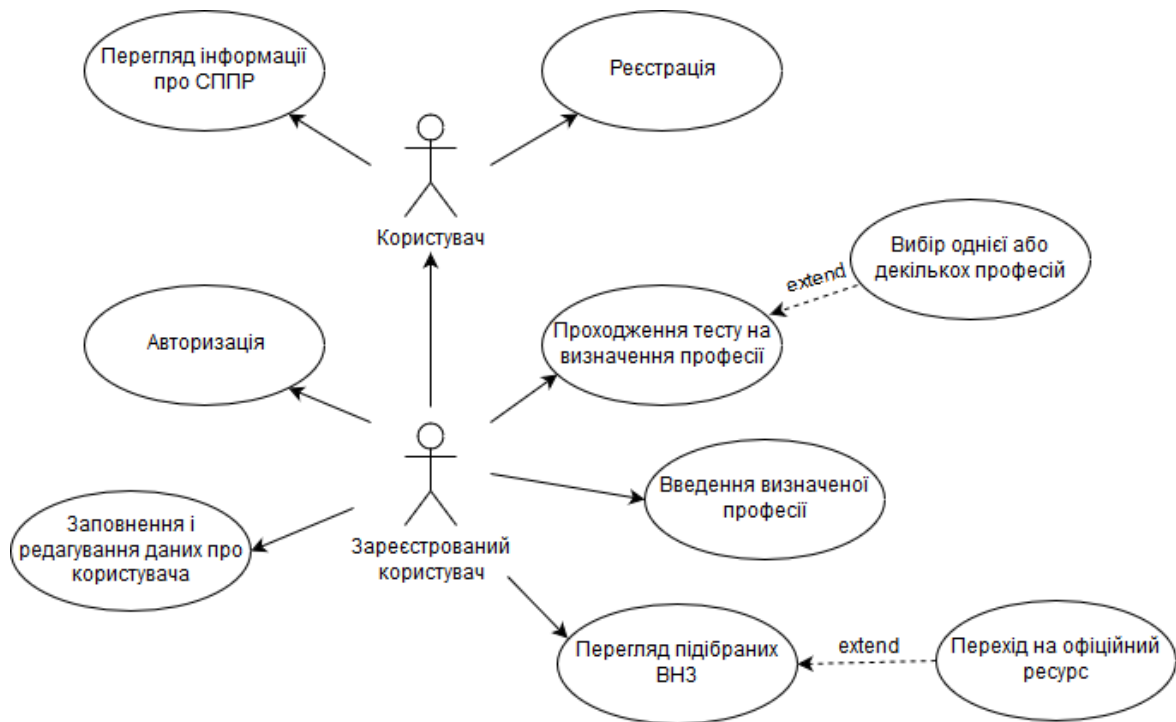 Перегляд інформації
про СППР
Реєстрація
Користувач
Вибір однієї або
декількох професій
extend
Авторизація
Проходження тесту на
визначення професії
Введення визначеної
професії
Заповнення і
редагування даних про
користувача
Зареєстрований
користувач
Перегляд підібраних
ВНЗ
extend
Перехід на офіційний
ресурс